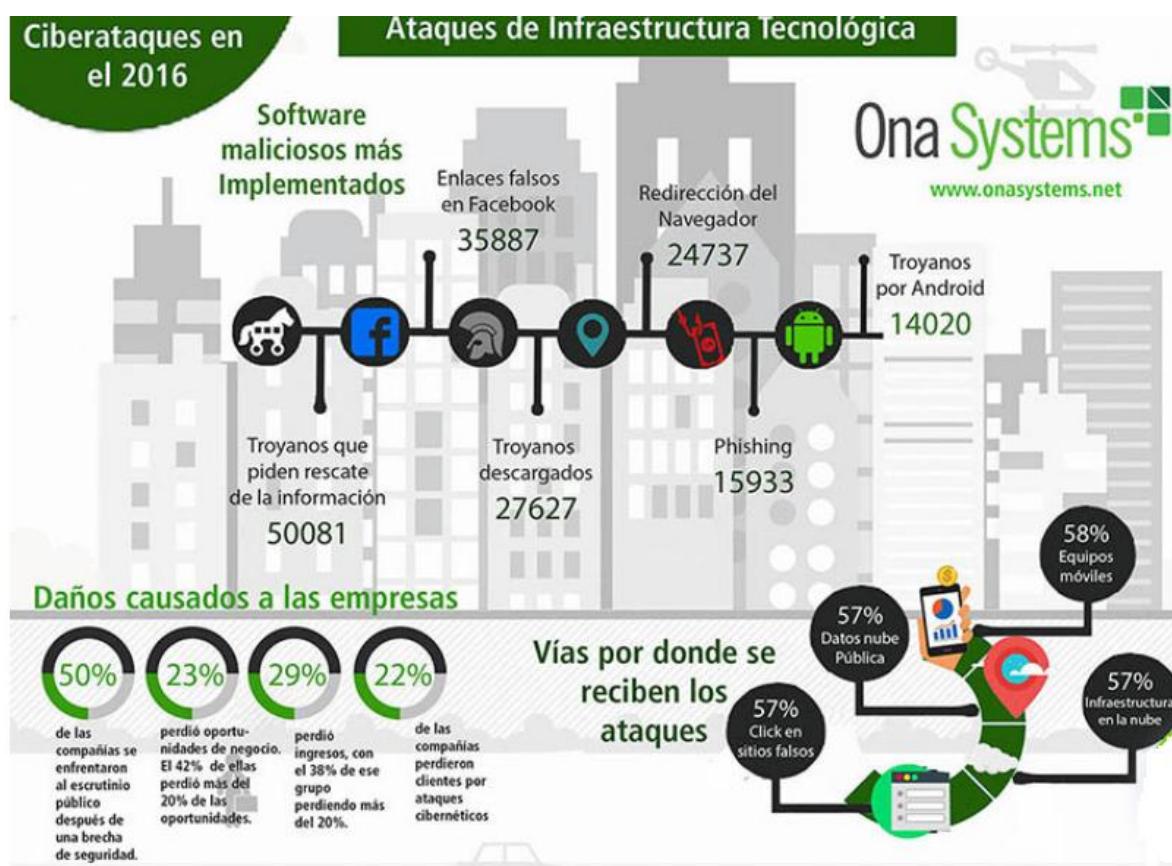 Ciberataques en
el 2016
Ataques de Infraestructura Tecnológica
Ona Systems
www.onasystems.net
Software
maliciosos más
Implementados
Enlaces falsos
en Facebook
35887
Redirección del
Navegador
24737
Troyanos
por Android
14020
Troyanos que
piden rescate
de la información
50081
Troyanos
descargados
27627
Phishing
15933
Daños causados a las empresas
50%
de las
compañías se
enfrentaron
al escrutinio
público
después de
una brecha
de seguridad.
23%
perdió oportu-
nidades de negocio.
El 42% de ellas
perdió más del
20% de las
oportunidades.
29%
perdió
ingresos, con
el 38% de ese
grupo
perdiendo más
del 20%.
22%
de las
compañías
perdieron
clientes por
ataques
cibernéticos
Vías por donde se
reciben los
ataques
58%
Equipos
móviles
57%
Datos nube
Pública
57%
Infraestructura
en la nube
57%
Click en
sitios falsos